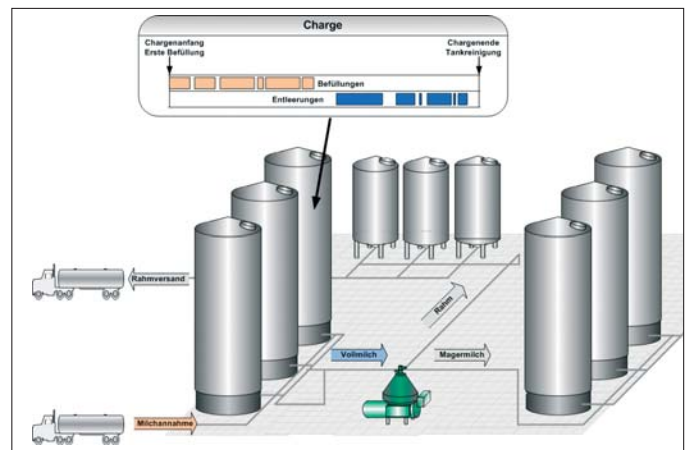 Charge
Chargenanfang
Erste Befüllung
Chargenende
Tankreinigung
Befüllungen
Entleerungen
Rahmversand
Rahm
Vollmilch
Magermilch
Milchannahme